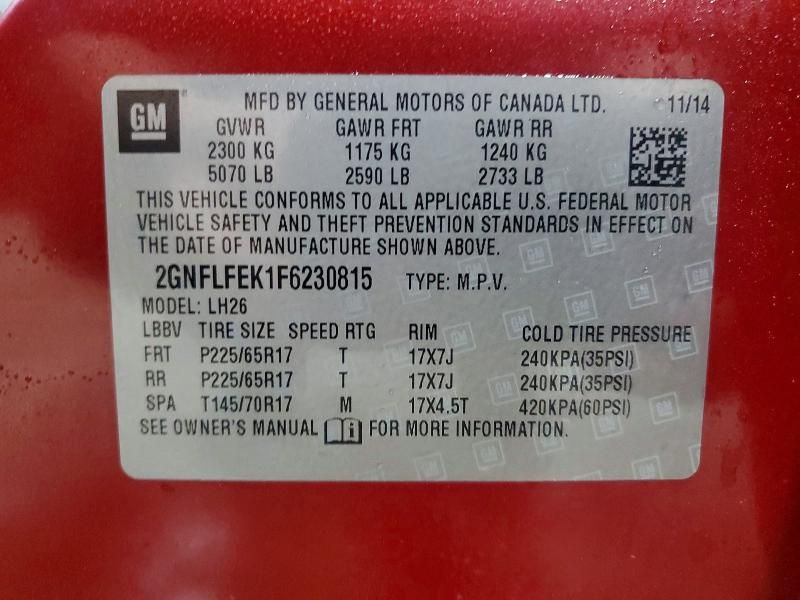 GM MFD BY GENERAL MOTORS OF CANADA LTD. 11/14
GVWR GAWR FRT GAWR RR
2300 KG 1175 KG 1240 KG
5070 LB 2590 LB 2733 LB
THIS VEHICLE CONFORMS TO ALL APPLICABLE U.S. FEDERAL MOTOR
VEHICLE SAFETY AND THEFT PREVENTION STANDARDS IN EFFECT ON
THE DATE OF MANUFACTURE SHOWN ABOVE.
2GNFLFEK1F6230815 TYPE: M.P.V.
MODEL: LH26
LBBV TIRE SIZE SPEED RTG RIM COLD TIRE PRESSURE
FRT P225/65R17 T 17X7J 240KPA(35PSI)
RR P225/65R17 T 17X7J 240KPA(35PSI)
SPA T145/70R17 M 17X4.5T 420KPA(60PSI)
SEE OWNER'S MANUAL FOR MORE INFORMATION.